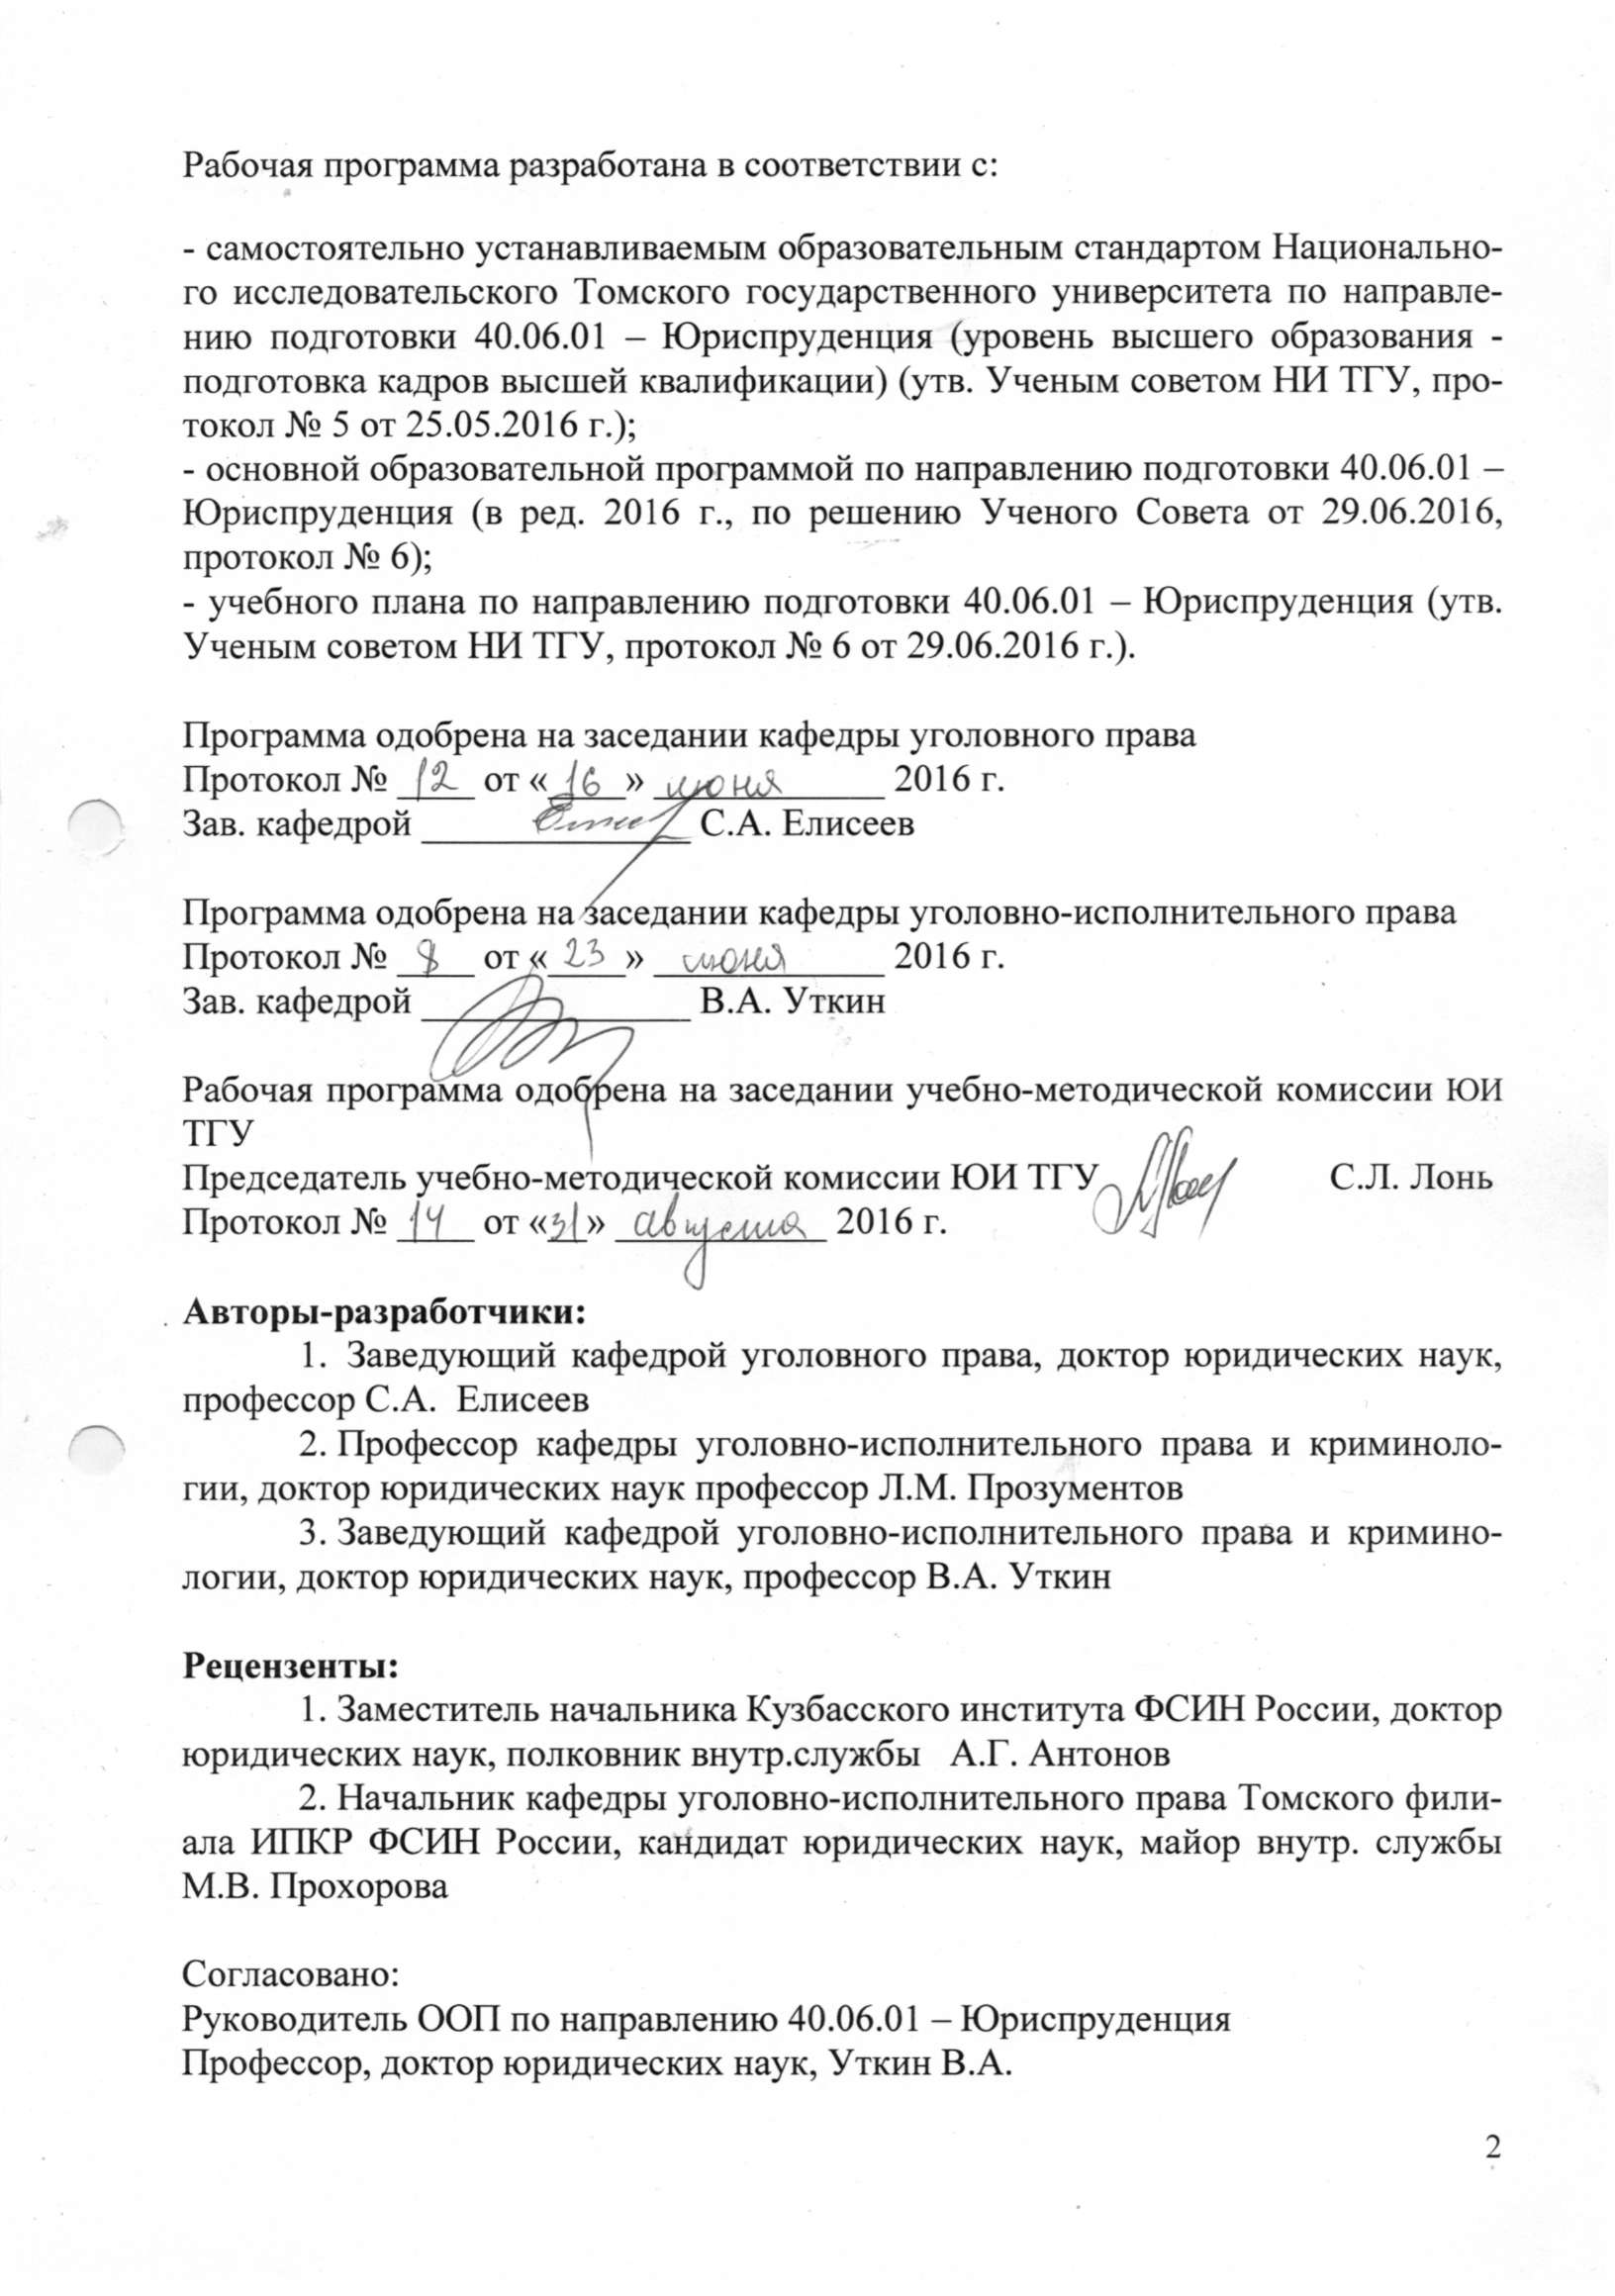 Рабочая программа разработана в соответствии с:
- самостоятельно устанавливаемым образовательным стандартом Национально-
го исследовательского Томского государственного университета по направле-
нию подготовки 40.06.01 – Юриспруденция (уровень высшего образования -
подготовка кадров высшей квалификации) (утв. Ученым советом НИ ТГУ, про-
токол № 5 от 25.05.2016 г.);
- основной образовательной программой по направлению подготовки 40.06.01 –
Юриспруденция (в ред. 2016 г., по решению Ученого Совета от 29.06.2016,
протокол № 6);
- учебного плана по направлению подготовки 40.06.01 – Юриспруденция (утв.
Ученым советом НИ ТГУ, протокол № 6 от 29.06.2016 г.).
Программа одобрена на заседании кафедры уголовного права
Протокол № 12 от «16» июня 2016 г.
Зав. кафедрой С.А. Елисеев
Программа одобрена на заседании кафедры уголовно-исполнительного права
Протокол № 8 от «23» июня 2016 г.
Зав. кафедрой В.А. Уткин
Рабочая программа одобрена на заседании учебно-методической комиссии ЮИ
ТГУ
Председатель учебно-методической комиссии ЮИ ТГУ С.Л. Лонь
Протокол № 14 от «31» августа 2016 г.
Авторы-разработчики:
1. Заведующий кафедрой уголовного права, доктор юридических наук,
профессор С.А. Елисеев
2. Профессор кафедры уголовно-исполнительного права и криминоло-
гии, доктор юридических наук профессор Л.М. Прозументов
3. Заведующий кафедрой уголовно-исполнительного права и кримино-
логии, доктор юридических наук, профессор В.А. Уткин
Рецензенты:
1. Заместитель начальника Кузбасского института ФСИН России, доктор
юридических наук, полковник внутр.службы А.Г. Антонов
2. Начальник кафедры уголовно-исполнительного права Томского фили-
ала ИПКР ФСИН России, кандидат юридических наук, майор внутр. службы
М.В. Прохорова
Согласовано:
Руководитель ООП по направлению 40.06.01 – Юриспруденция
Профессор, доктор юридических наук, Уткин В.А.
2